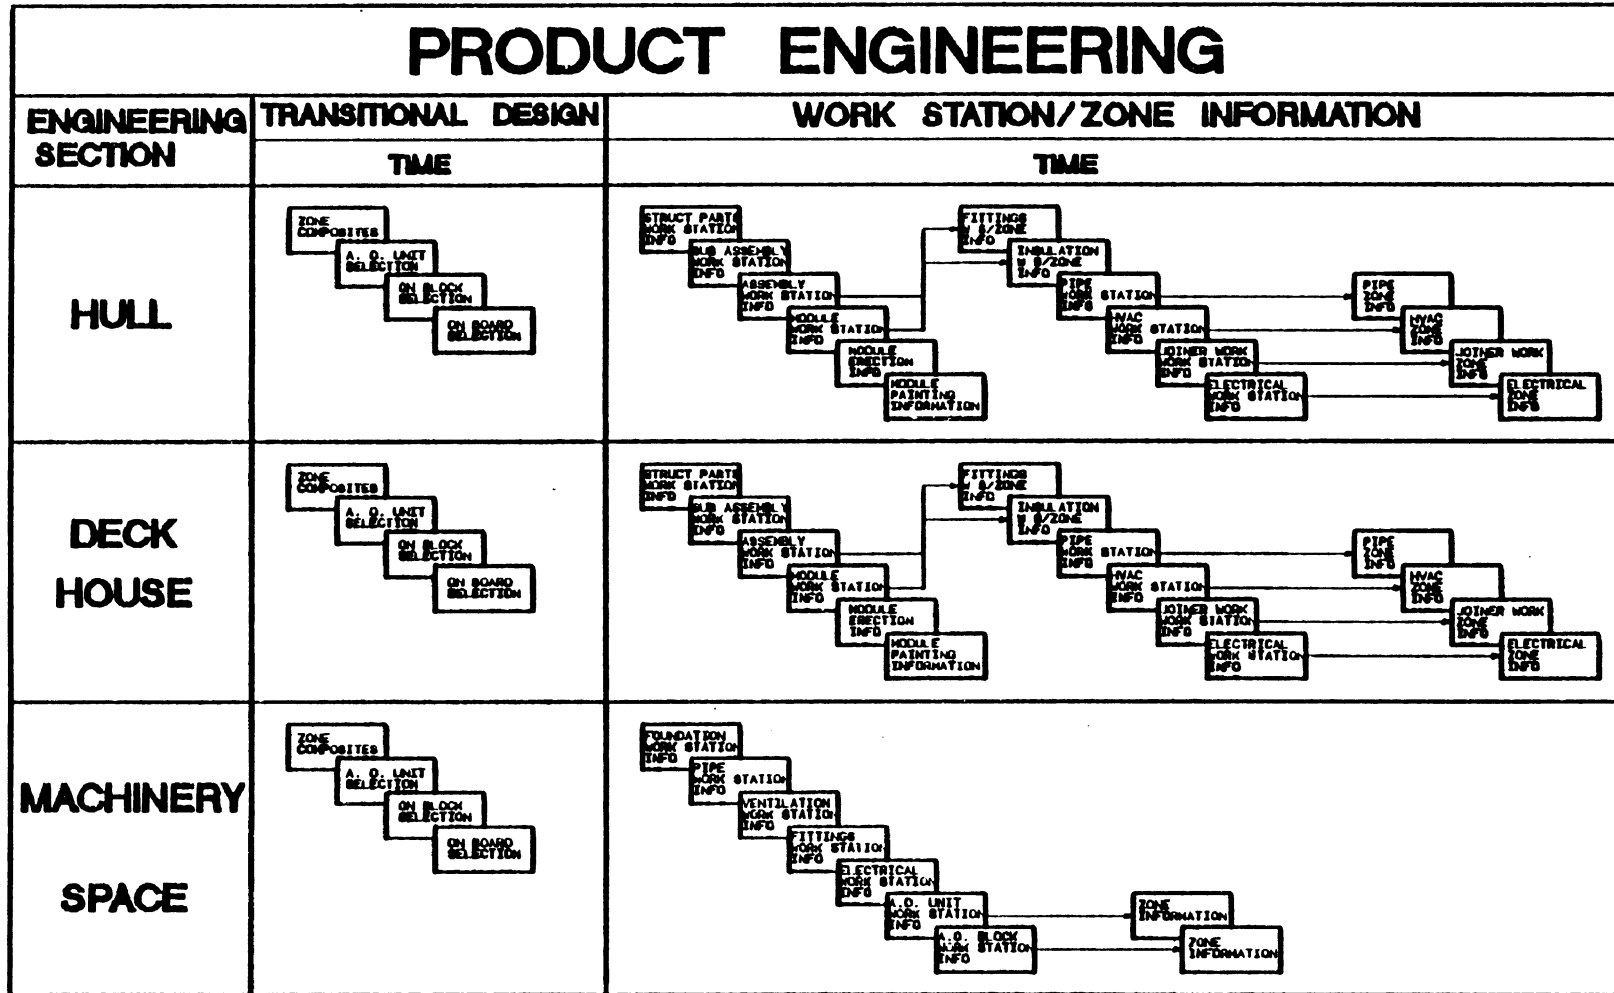 PRODUCT ENGINEERING
ENGINEERING
SECTION
TRANSITIONAL DESIGN
TIME
WORK STATION/ZONE INFORMATION
TIME
HULL
ZONE
COMPOSITES
A. O. UNIT
SELECTION
ON BLOCK
SELECTION
ON BOARD
SELECTION
STRUCT PARTS
WORK STATION
INFO
SUB ASSEMBLY
WORK STATION
INFO
ASSEMBLY
WORK STATION
INFO
MODULE
WORK STATION
INFO
MODULE
ERECTION
INFO
MODULE
PAINTING
INFORMATION
FITTINGS
W S/ZONE
INFO
INSULATION
W S/ZONE
INFO
PIPE
WORK STATION
INFO
HVAC
WORK STATION
INFO
JOINER WORK
WORK STATION
INFO
ELECTRICAL
WORK STATION
INFO
PIPE
ZONE
INFO
HVAC
ZONE
INFO
JOINER WORK
ZONE
INFO
ELECTRICAL
ZONE
INFO
DECK
HOUSE
ZONE
COMPOSITES
A. O. UNIT
SELECTION
ON BLOCK
SELECTION
ON BOARD
SELECTION
STRUCT PARTS
WORK STATION
INFO
SUB ASSEMBLY
WORK STATION
INFO
ASSEMBLY
WORK STATION
INFO
MODULE
WORK STATION
INFO
MODULE
ERECTION
INFO
MODULE
PAINTING
INFORMATION
FITTINGS
W S/ZONE
INFO
INSULATION
W S/ZONE
INFO
PIPE
WORK STATION
INFO
HVAC
WORK STATION
INFO
JOINER WORK
WORK STATION
INFO
ELECTRICAL
WORK STATION
INFO
PIPE
ZONE
INFO
HVAC
ZONE
INFO
JOINER WORK
ZONE
INFO
ELECTRICAL
ZONE
INFO
MACHINERY
SPACE
ZONE
COMPOSITES
A. O. UNIT
SELECTION
ON BLOCK
SELECTION
ON BOARD
SELECTION
FOUNDATION
WORK STATION
INFO
PIPE
WORK STATION
INFO
VENTILATION
WORK STATION
INFO
FITTINGS
WORK STATION
INFO
ELECTRICAL
WORK STATION
INFO
A.O. UNIT
WORK STATION
INFO
A.O. BLOCK
WORK STATION
INFO
ZONE
INFORMATION
ZONE
INFORMATION